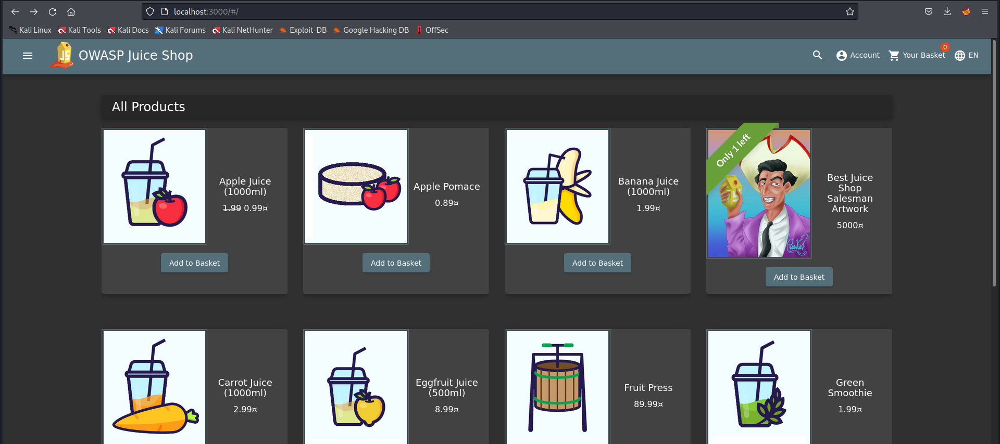 localhost:3000/#/
Kali Linux Kali Tools Kali Docs Kali Forums Kali NetHunter Exploit-DB Google Hacking DB OffSec
JS OWASP Juice Shop Account Your Basket 0 EN
All Products
Apple Juice
(1000ml)
1.99 0.99¤
Add to Basket
Apple Pomace
0.89¤
Add to Basket
Banana Juice
(1000ml)
1.99¤
Add to Basket
Only 1 left
Best Juice
Shop
Salesman
Artwork
5000¤
Add to Basket
Carrot Juice
(1000ml)
2.99¤
Eggfruit Juice
(500ml)
8.99¤
Fruit Press
89.99¤
Green
Smoothie
1.99¤